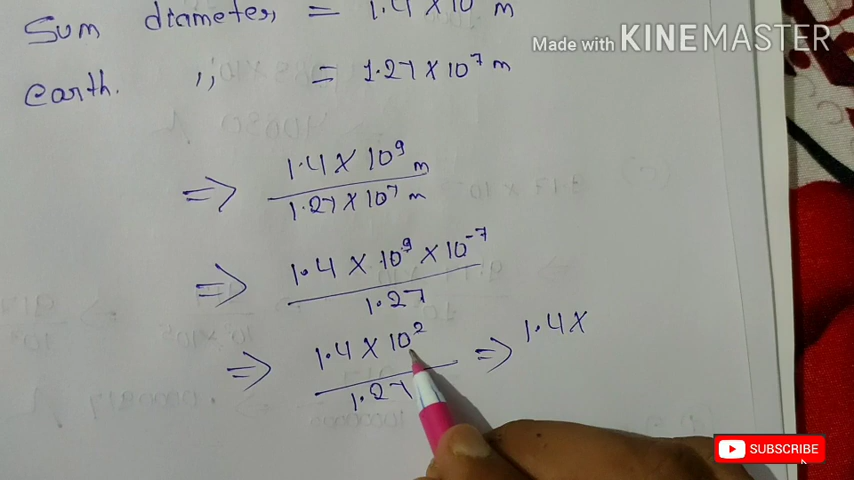 Sum diameter, = 1.4 × 10 m
Made with KINEMASTER
earth. ,, = 1.27 × 10⁷ m
=> 1.4 × 10⁹ m
1.27 × 10⁷ m
=> 1.4 × 10⁹ × 10⁻⁷
1.27
=> 1.4 × 10² => 1.4 ×
1.27
SUBSCRIBE